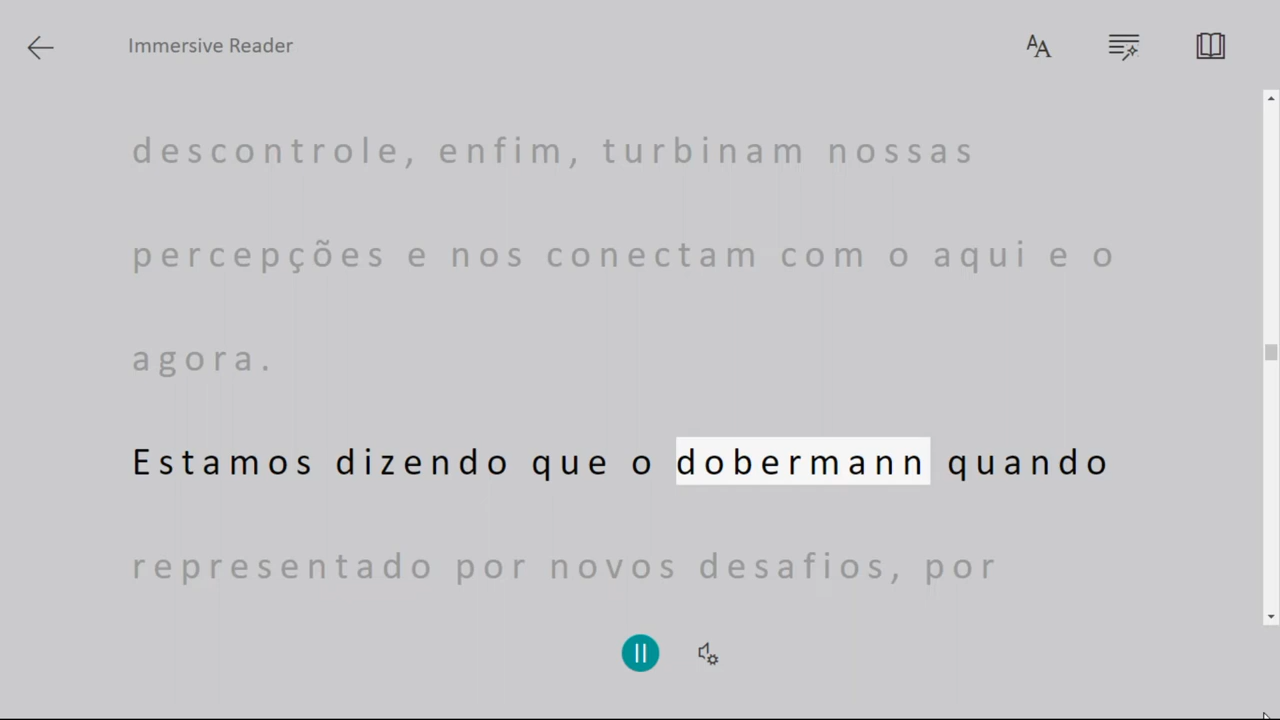 Immersive Reader
descontrole, enfim, turbinam nossas
percepções e nos conectam com o aqui e o
agora.
Estamos dizendo que o dobermann quando
representado por novos desafios, por